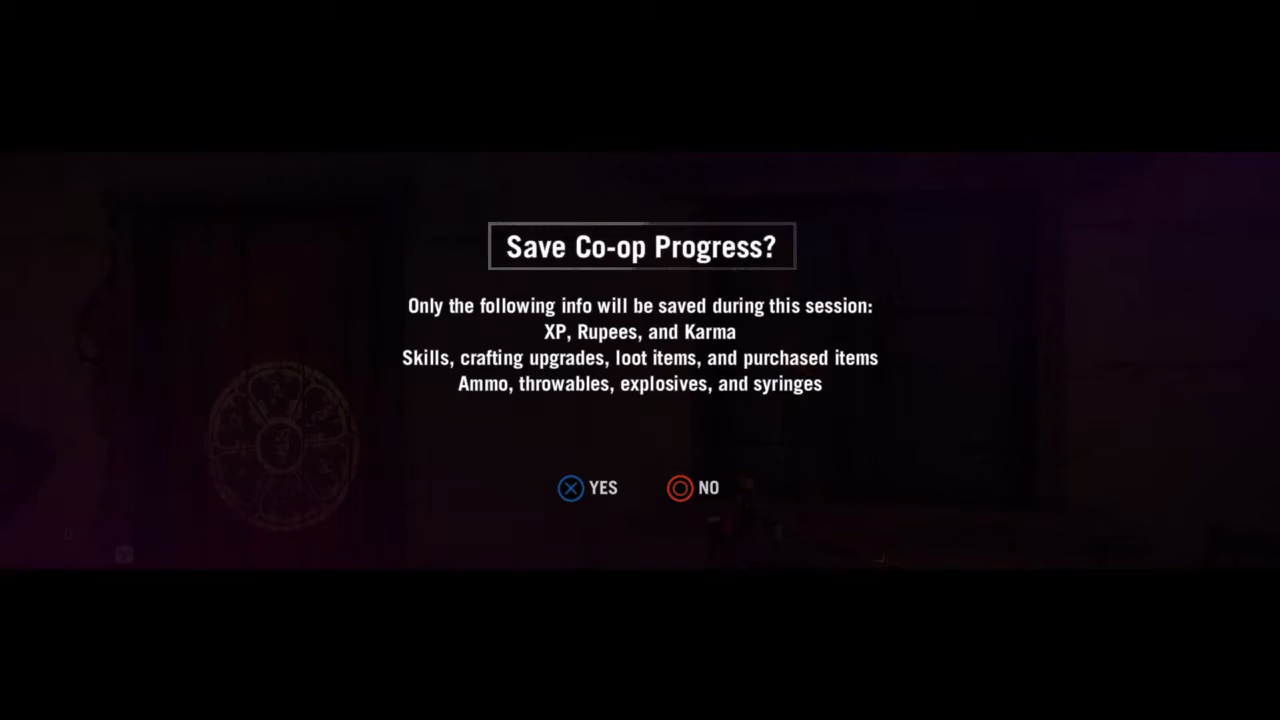 Save Co-op Progress?
Only the following info will be saved during this session:
XP, Rupees, and Karma
Skills, crafting upgrades, loot items, and purchased items
Ammo, throwables, explosives, and syringes
YES NO